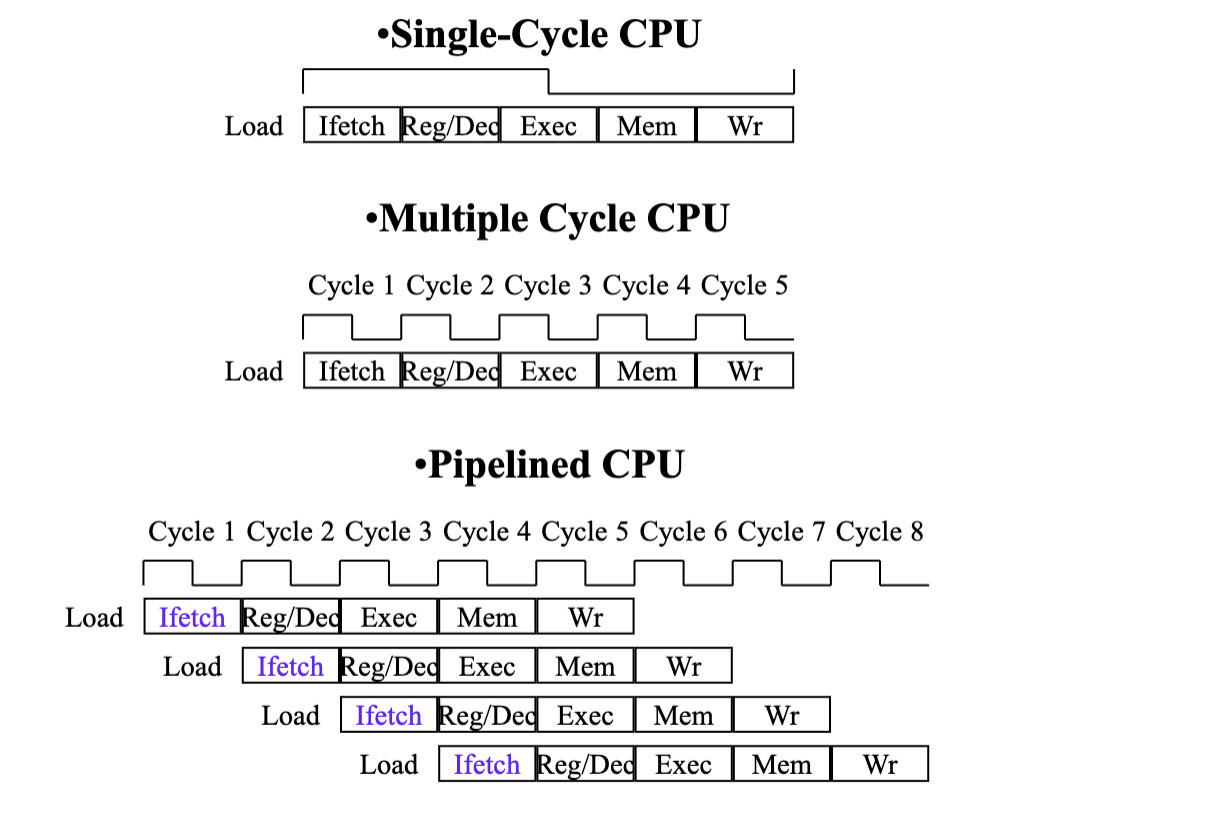 •Single-Cycle CPU
Load Ifetch Reg/Dec Exec Mem Wr
•Multiple Cycle CPU
Cycle 1 Cycle 2 Cycle 3 Cycle 4 Cycle 5
Load Ifetch Reg/Dec Exec Mem Wr
•Pipelined CPU
Cycle 1 Cycle 2 Cycle 3 Cycle 4 Cycle 5 Cycle 6 Cycle 7 Cycle 8
Load Ifetch Reg/Dec Exec Mem Wr
Load Ifetch Reg/Dec Exec Mem Wr
Load Ifetch Reg/Dec Exec Mem Wr
Load Ifetch Reg/Dec Exec Mem Wr